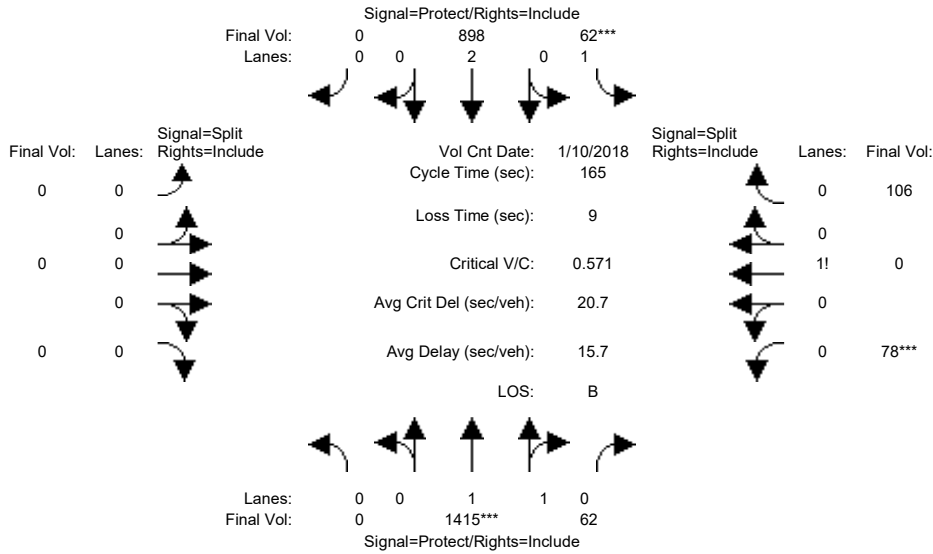 Signal=Protect/Rights=Include
Final Vol: 0 898 62***
Lanes: 0 0 2 0 1
Signal=Split
Final Vol: Lanes: Rights=Include
Vol Cnt Date: 1/10/2018
Signal=Split
Rights=Include Lanes: Final Vol:
Cycle Time (sec): 165
0 0
0 106
Loss Time (sec): 9
0
0
0 0
Critical V/C: 0.571
1! 0
0
Avg Crit Del (sec/veh): 20.7
0
0 0
Avg Delay (sec/veh): 15.7
0 78***
LOS: B
Lanes: 0 0 1 1 0
Final Vol: 0 1415*** 62
Signal=Protect/Rights=Include